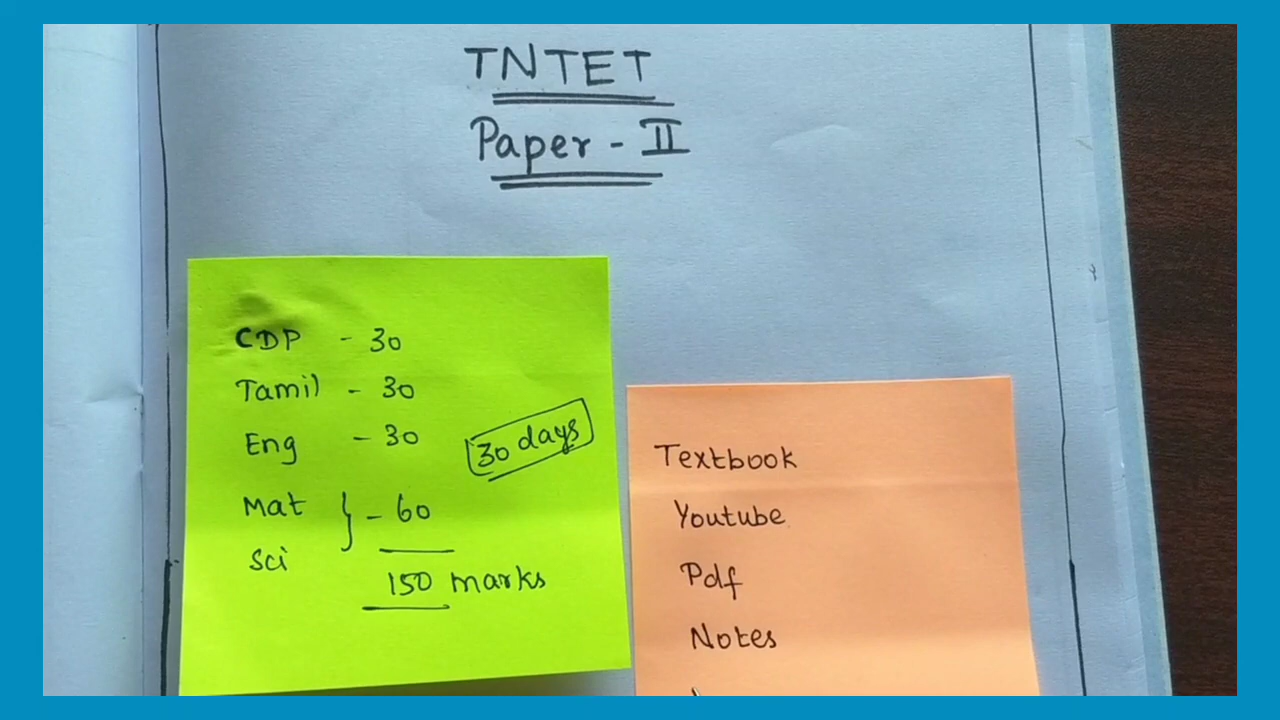 TNTET
Paper - II
CDP - 30
Tamil - 30
Eng - 30
30 days
Mat } - 60
Sci
150 marks
Textbook
Youtube
Pdf
Notes